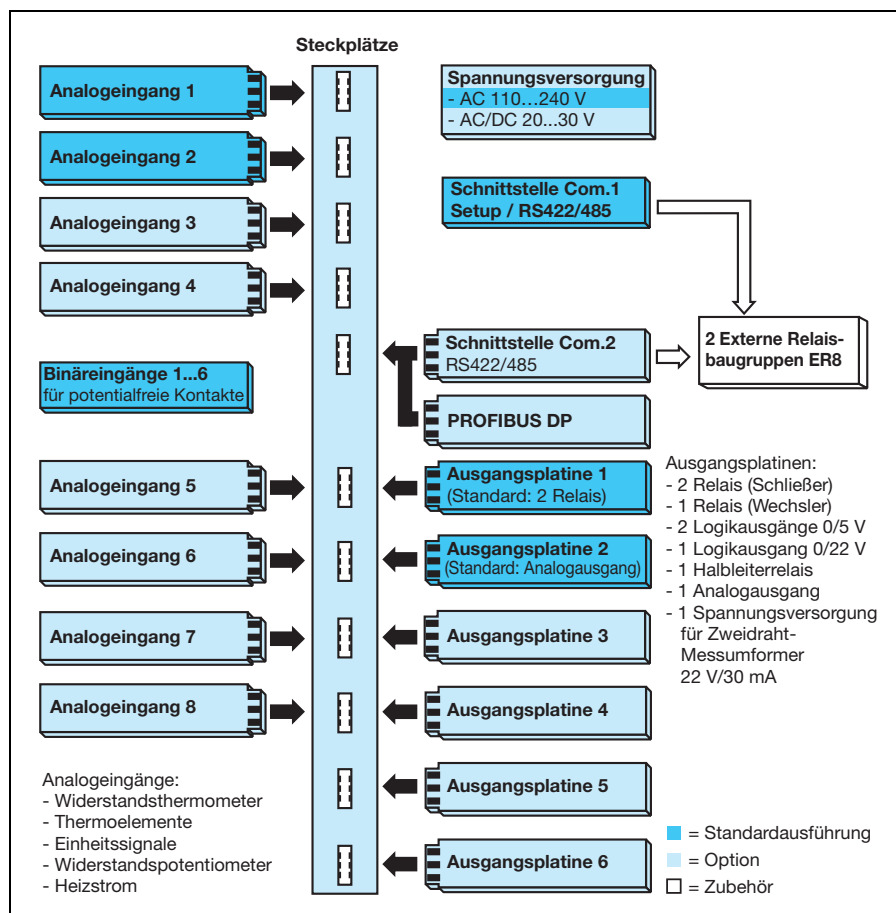 Steckplätze
Analogeingang 1
Analogeingang 2
Analogeingang 3
Analogeingang 4
Binäreingänge 1...6
für potentialfreie Kontakte
Analogeingang 5
Analogeingang 6
Analogeingang 7
Analogeingang 8
Analogeingänge:
- Widerstandsthermometer
- Thermoelemente
- Einheitssignale
- Widerstandspotentiometer
- Heizstrom
Spannungsversorgung
- AC 110...240 V
- AC/DC 20...30 V
Schnittstelle Com.1
Setup / RS422/485
Schnittstelle Com.2
RS422/485
PROFIBUS DP
2 Externe Relais-
baugruppen ER8
Ausgangsplatine 1
(Standard: 2 Relais)
Ausgangsplatine 2
(Standard: Analogausgang)
Ausgangsplatine 3
Ausgangsplatine 4
Ausgangsplatine 5
Ausgangsplatine 6
Ausgangsplatinen:
- 2 Relais (Schließer)
- 1 Relais (Wechsler)
- 2 Logikausgänge 0/5 V
- 1 Logikausgang 0/22 V
- 1 Halbleiterrelais
- 1 Analogausgang
- 1 Spannungsversorgung
für Zweidraht-
Messumformer
22 V/30 mA
= Standardausführung
= Option
= Zubehör